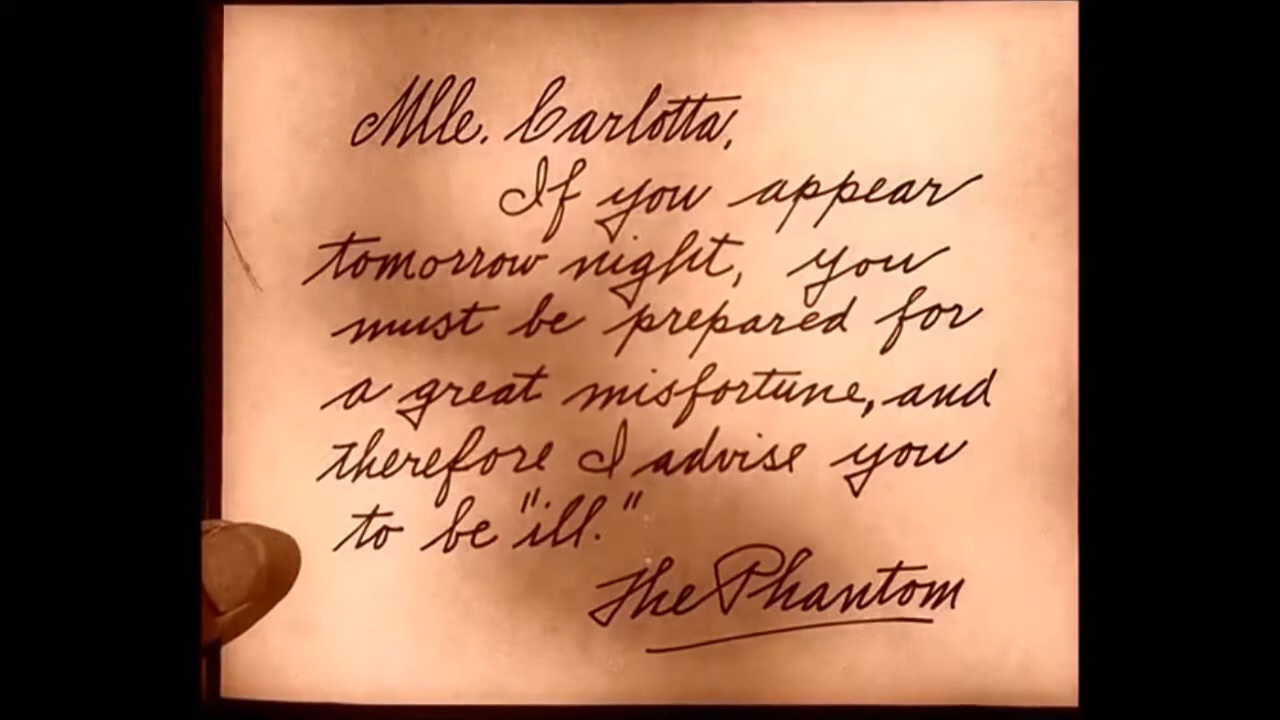 Mlle. Carlotta,
If you appear
tomorrow night, you
must be prepared for
a great misfortune, and
therefore I advise you
to be "ill."
The Phantom